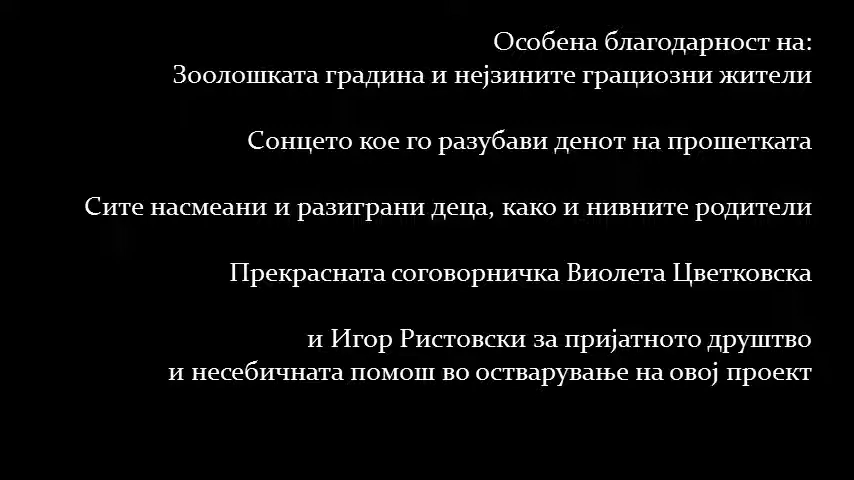 Особена благодарност на:
Зоолошката градина и нејзините грациозни жители
Сонцето кое го разубави денот на прошетката
Сите насмеани и разиграни деца, како и нивните родители
Прекрасната соговорничка Виолета Цветковска
и Игор Ристовски за пријатното друштво
и несебичната помош во остварување на овој проект